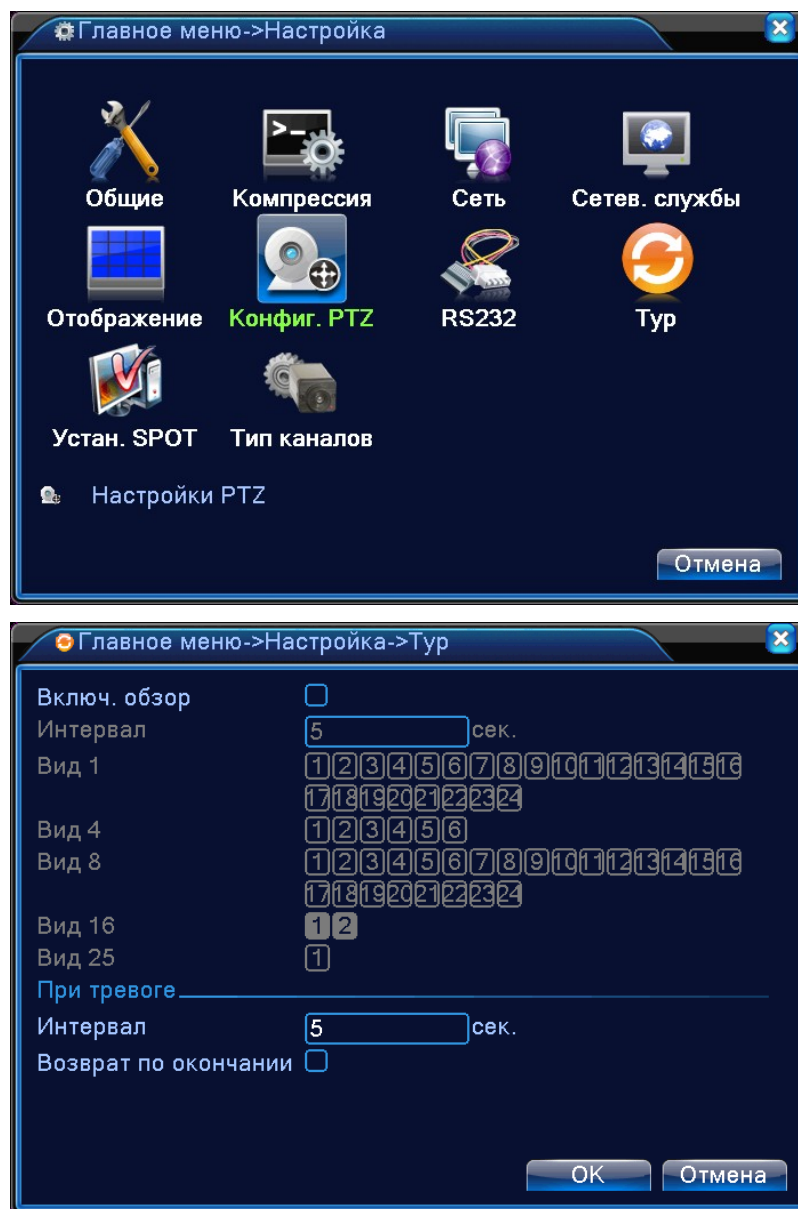 Главное меню->Настройка
Общие Компрессия Сеть Сетев. службы
Отображение Конфиг. PTZ RS232 Тур
Устан. SPOT Тип каналов
Настройки PTZ
Отмена
Главное меню->Настройка->Тур
Включ. обзор
Интервал 5 сек.
Вид 1 1 2 3 4 5 6 7 8 9 10 11 12 13 14 15 16
17 18 19 20 21 22 23 24
Вид 4 1 2 3 4 5 6
Вид 8 1 2 3 4 5 6 7 8 9 10 11 12 13 14 15 16
17 18 19 20 21 22 23 24
Вид 16 1 2
Вид 25 1
При тревоге
Интервал 5 сек.
Возврат по окончании
OK Отмена